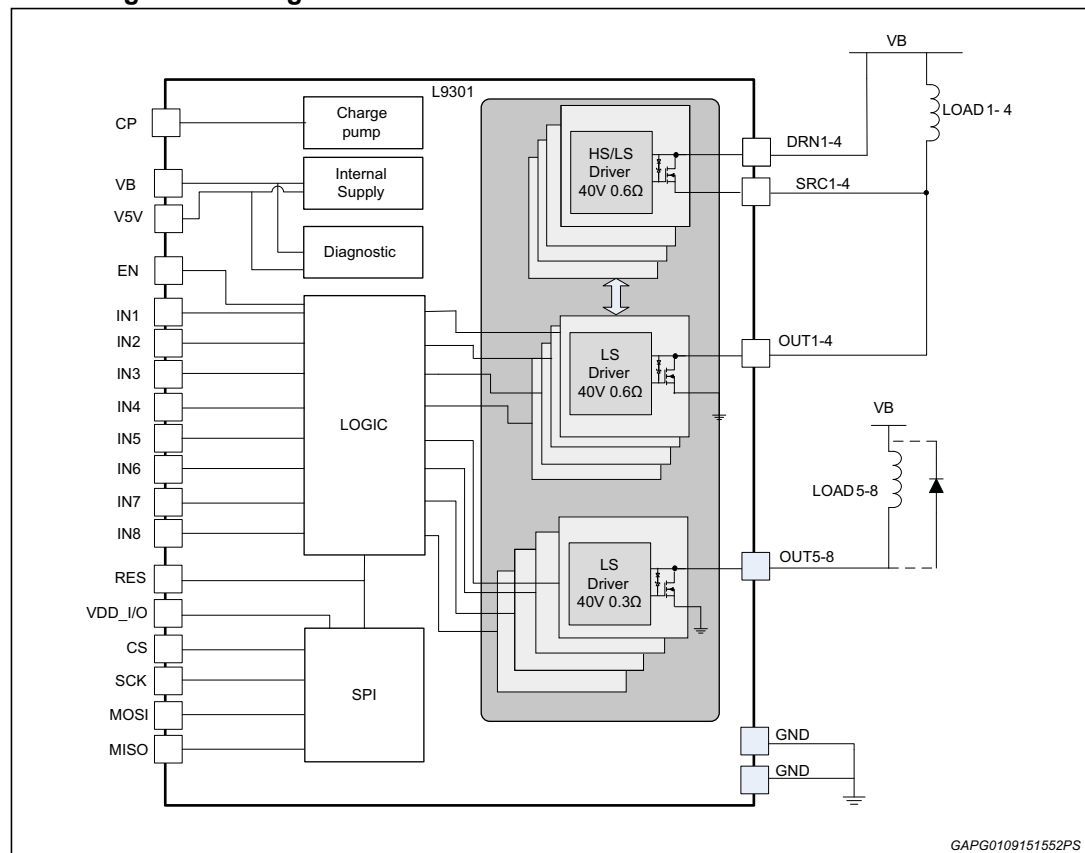 L9301
CP
VB
V5V
EN
IN1
IN2
IN3
IN4
IN5
IN6
IN7
IN8
RES
VDD_I/O
CS
SCK
MOSI
MISO
Charge
pump
Internal
Supply
Diagnostic
LOGIC
SPI
HS/LS
Driver
40V 0.6Ω
LS
Driver
40V 0.6Ω
LS
Driver
40V 0.3Ω
VB
LOAD 1- 4
DRN1-4
SRC1-4
OUT1-4
VB
LOAD 5-8
OUT5-8
GND
GND
GAPG0109151552PS